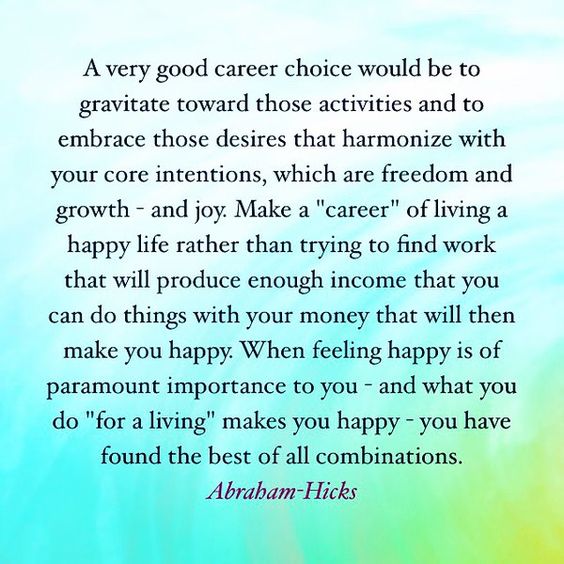 A very good career choice would be to
gravitate toward those activities and to
embrace those desires that harmonize with
your core intentions, which are freedom and
growth - and joy. Make a "career" of living a
happy life rather than trying to find work
that will produce enough income that you
can do things with your money that will then
make you happy. When feeling happy is of
paramount importance to you - and what you
do "for a living" makes you happy - you have
found the best of all combinations.
Abraham-Hicks